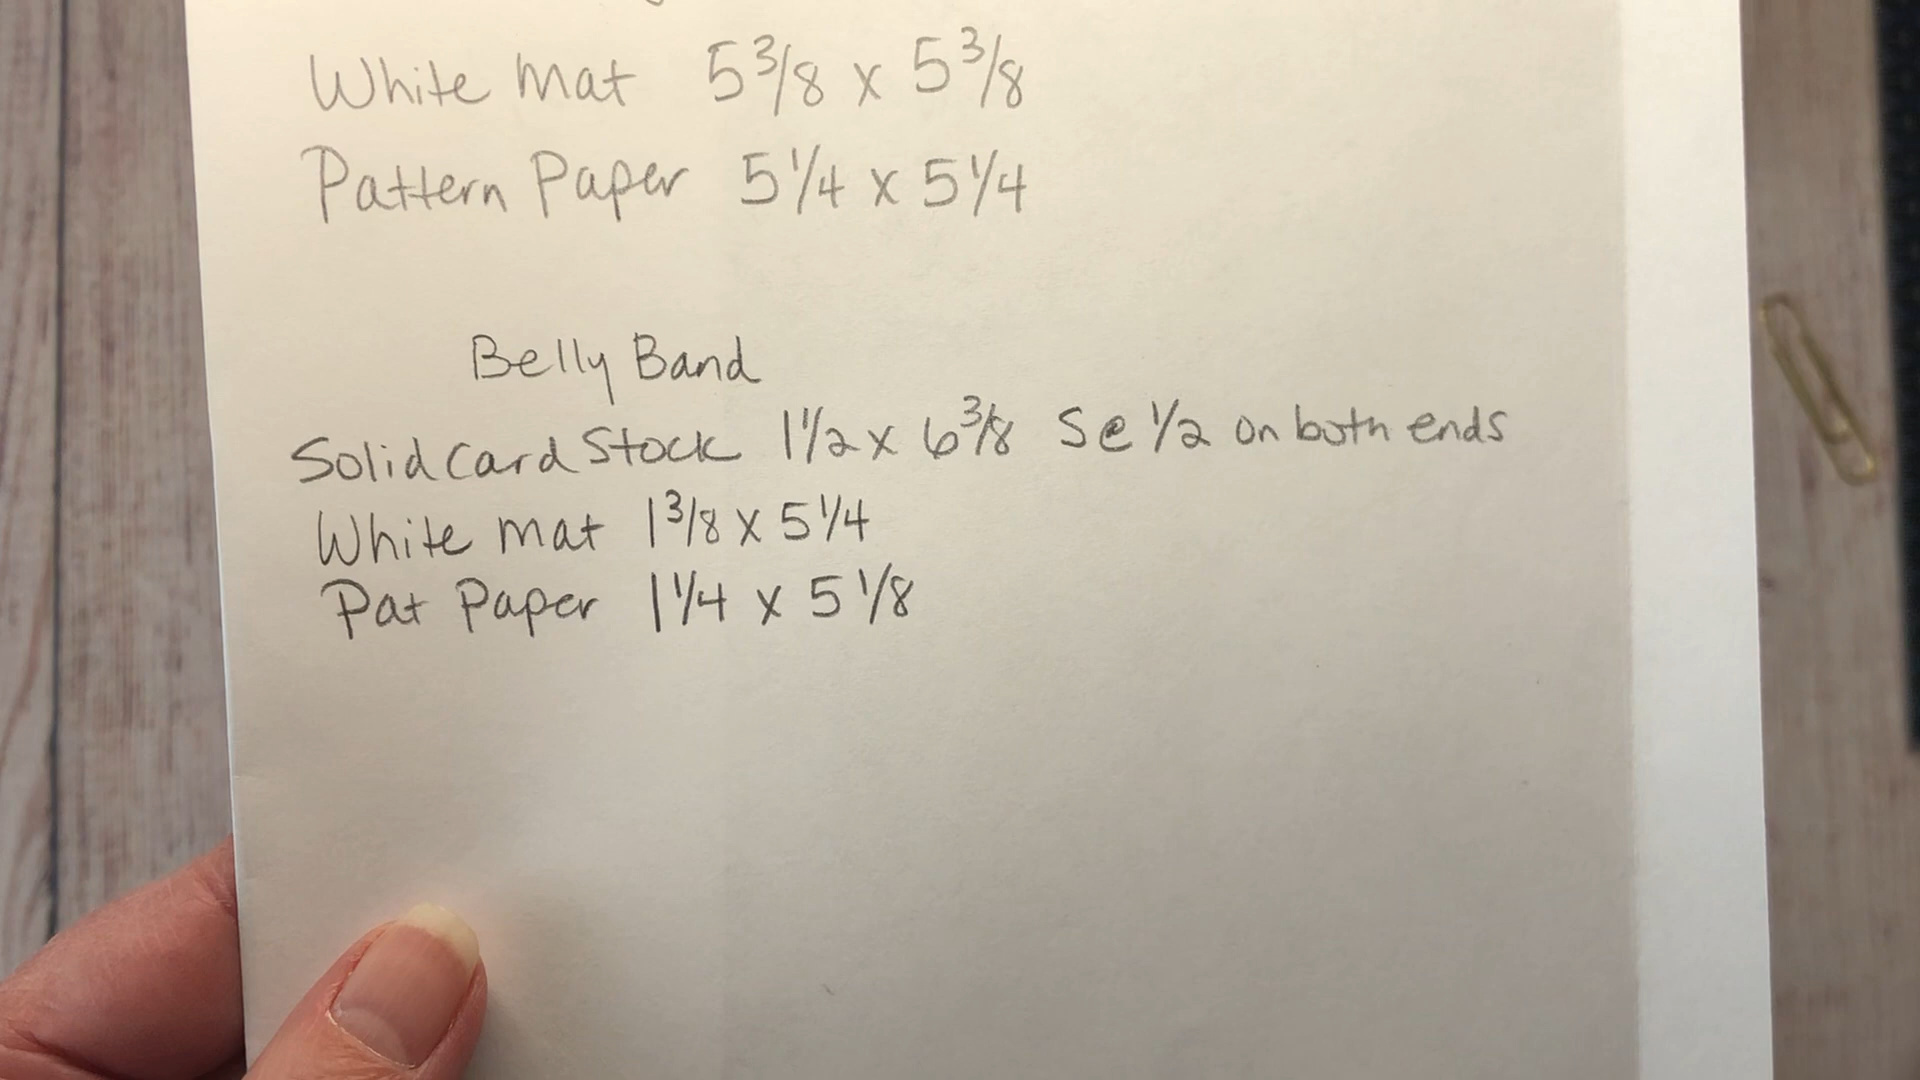 White Mat 5 3/8 x 5 3/8
Pattern Paper 5 1/4 x 5 1/4
Belly Band
Solid Card Stock 1 1/2 x 6 3/8 S@ 1/2 on both ends
White Mat 1 3/8 x 5 1/4
Pat Paper 1 1/4 x 5 1/8